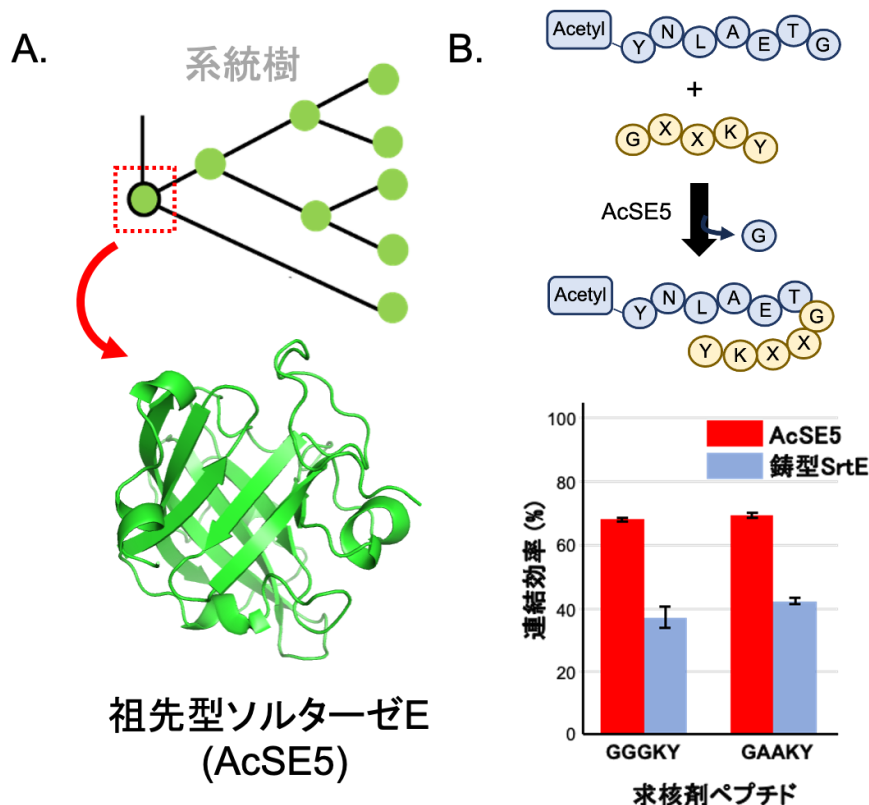 A.
系統樹
祖先型ソルターゼE
(AcSE5)
B.
Acetyl Y N L A E T G
+
G X X K Y
AcSE5
G
Acetyl Y N L A E T G
Y K X X
100
80
60
40
20
0
連結効率 (%)
AcSE5
鋳型SrtE
GGGKY GAAKY
求核剤ペプチド